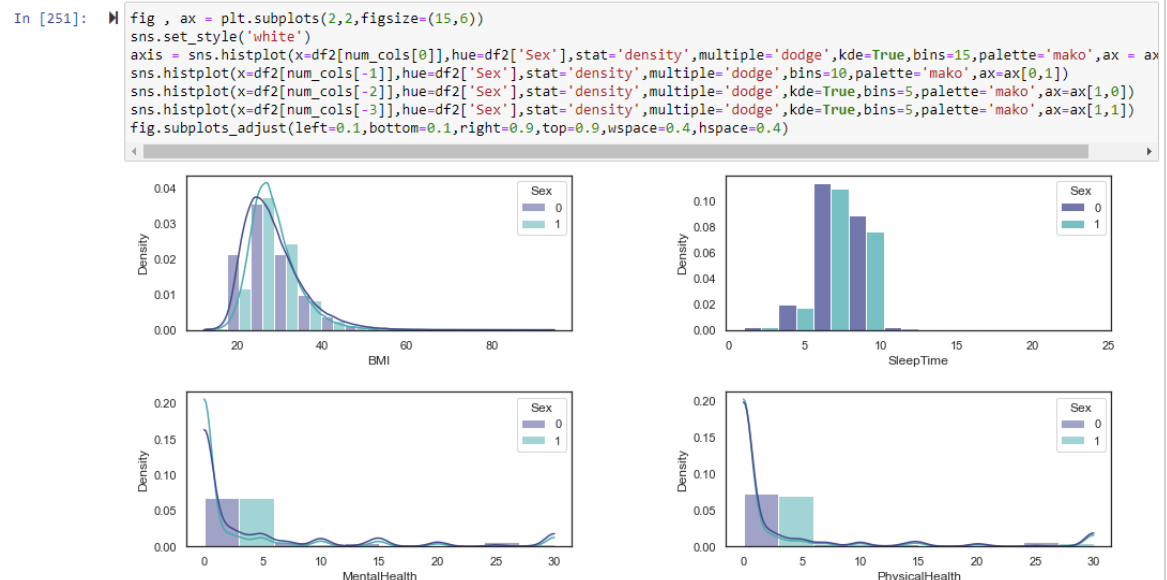 In [251]:
fig , ax = plt.subplots(2,2,figsize=(15,6))
sns.set_style('white')
axis = sns.histplot(x=df2[num_cols[0]],hue=df2['Sex'],stat='density',multiple='dodge',kde=True,bins=15,palette='mako',ax = ax
sns.histplot(x=df2[num_cols[-1]],hue=df2['Sex'],stat='density',multiple='dodge',bins=10,palette='mako',ax=ax[0,1])
sns.histplot(x=df2[num_cols[-2]],hue=df2['Sex'],stat='density',multiple='dodge',kde=True,bins=5,palette='mako',ax=ax[1,0])
sns.histplot(x=df2[num_cols[-3]],hue=df2['Sex'],stat='density',multiple='dodge',kde=True,bins=5,palette='mako',ax=ax[1,1])
fig.subplots_adjust(left=0.1,bottom=0.1,right=0.9,top=0.9,wspace=0.4,hspace=0.4)
Density
0.04
0.03
0.02
0.01
0.00
Sex
0
1
20 40 60 80
BMI
Density
0.10
0.08
0.06
0.04
0.02
0.00
Sex
0
1
0 5 10 15 20 25
SleepTime
Density
0.20
0.15
0.10
0.05
0.00
Sex
0
1
0 5 10 15 20 25 30
MentalHealth
Density
0.20
0.15
0.10
0.05
0.00
Sex
0
1
0 5 10 15 20 25 30
PhysicalHealth